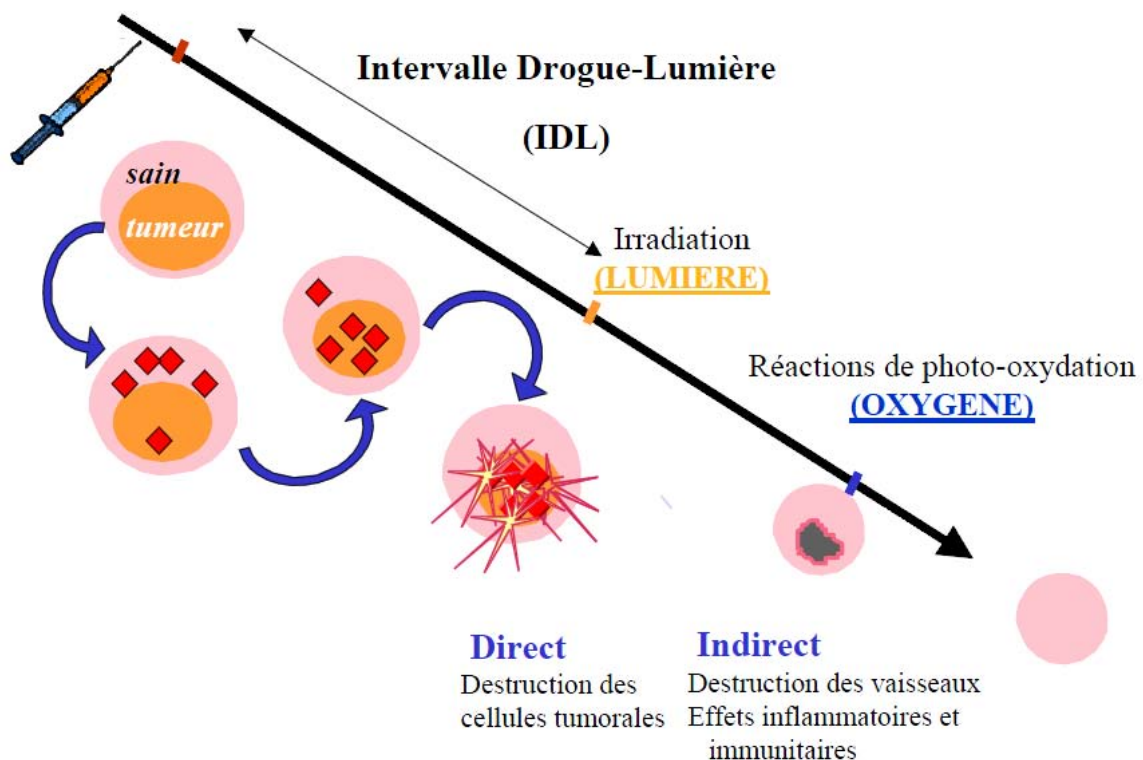 Intervalle Drogue-Lumière
(IDL)
sain
tumeur
Irradiation
(LUMIERE)
Réactions de photo-oxydation
(OXYGENE)
Direct
Destruction des
cellules tumorales
Indirect
Destruction des vaisseaux
Effets inflammatoires et
immunitaires